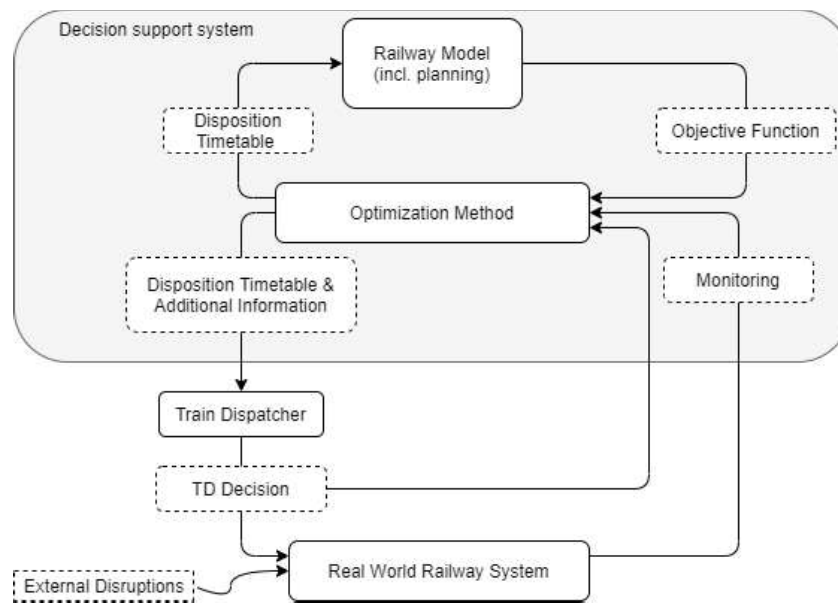 Decision support system
Railway Model
(incl. planning)
Disposition
Timetable
Objective Function
Optimization Method
Disposition Timetable &
Additional Information
Monitoring
Train Dispatcher
TD Decision
Real World Railway System
External Disruptions